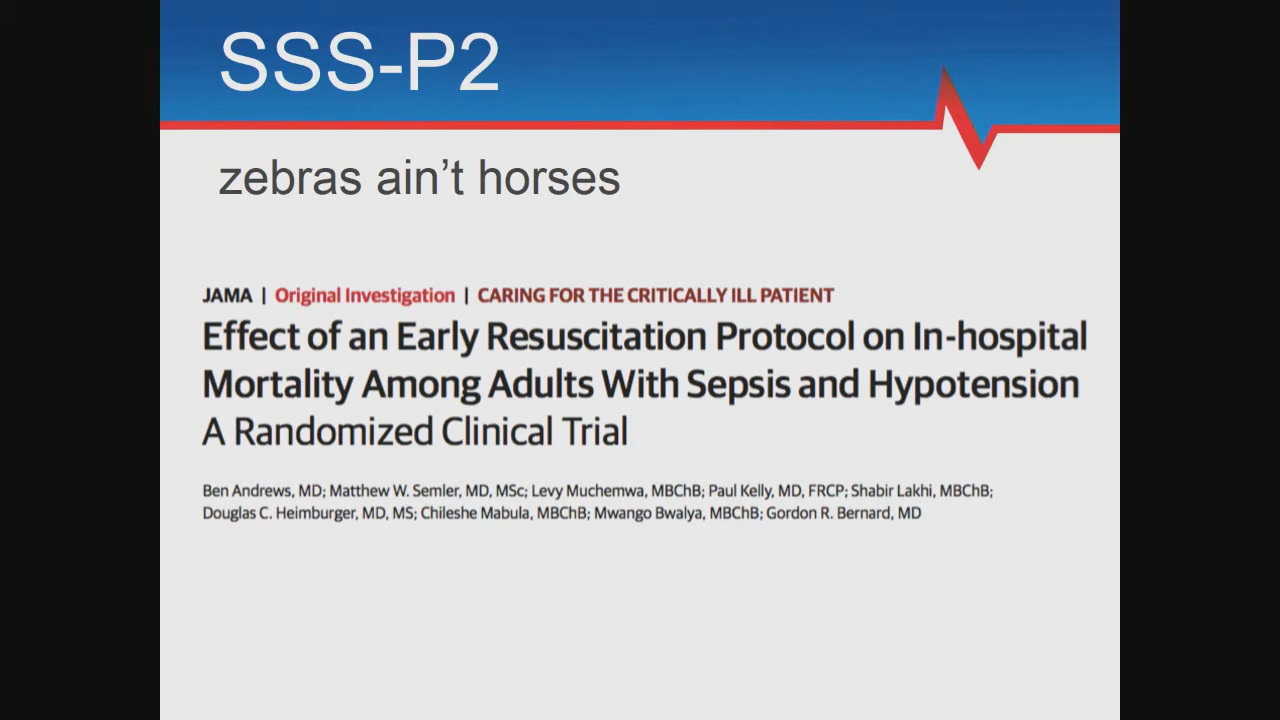 SSS-P2
zebras ain’t horses
JAMA | Original Investigation | CARING FOR THE CRITICALLY ILL PATIENT
Effect of an Early Resuscitation Protocol on In-hospital
Mortality Among Adults With Sepsis and Hypotension
A Randomized Clinical Trial
Ben Andrews, MD; Matthew W. Semler, MD, MSc; Levy Muchemwa, MBChB; Paul Kelly, MD, FRCP; Shabir Lakhi, MBChB;
Douglas C. Heimburger, MD, MS; Chileshe Mabula, MBChB; Mwango Bwalya, MBChB; Gordon R. Bernard, MD